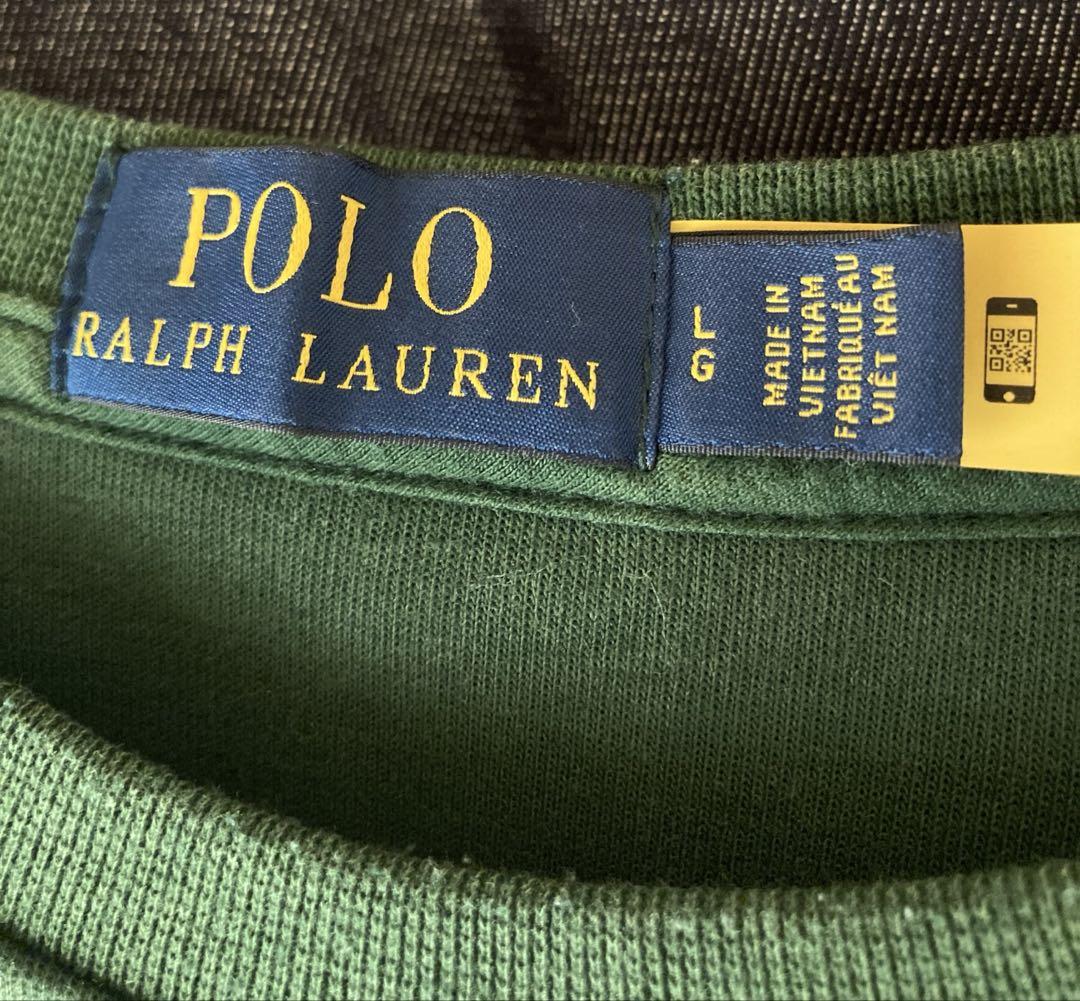 POLO
RALPH LAUREN
L
G
MADE IN
VIETNAM
FABRIQUÉ AU
VIÊT NAM